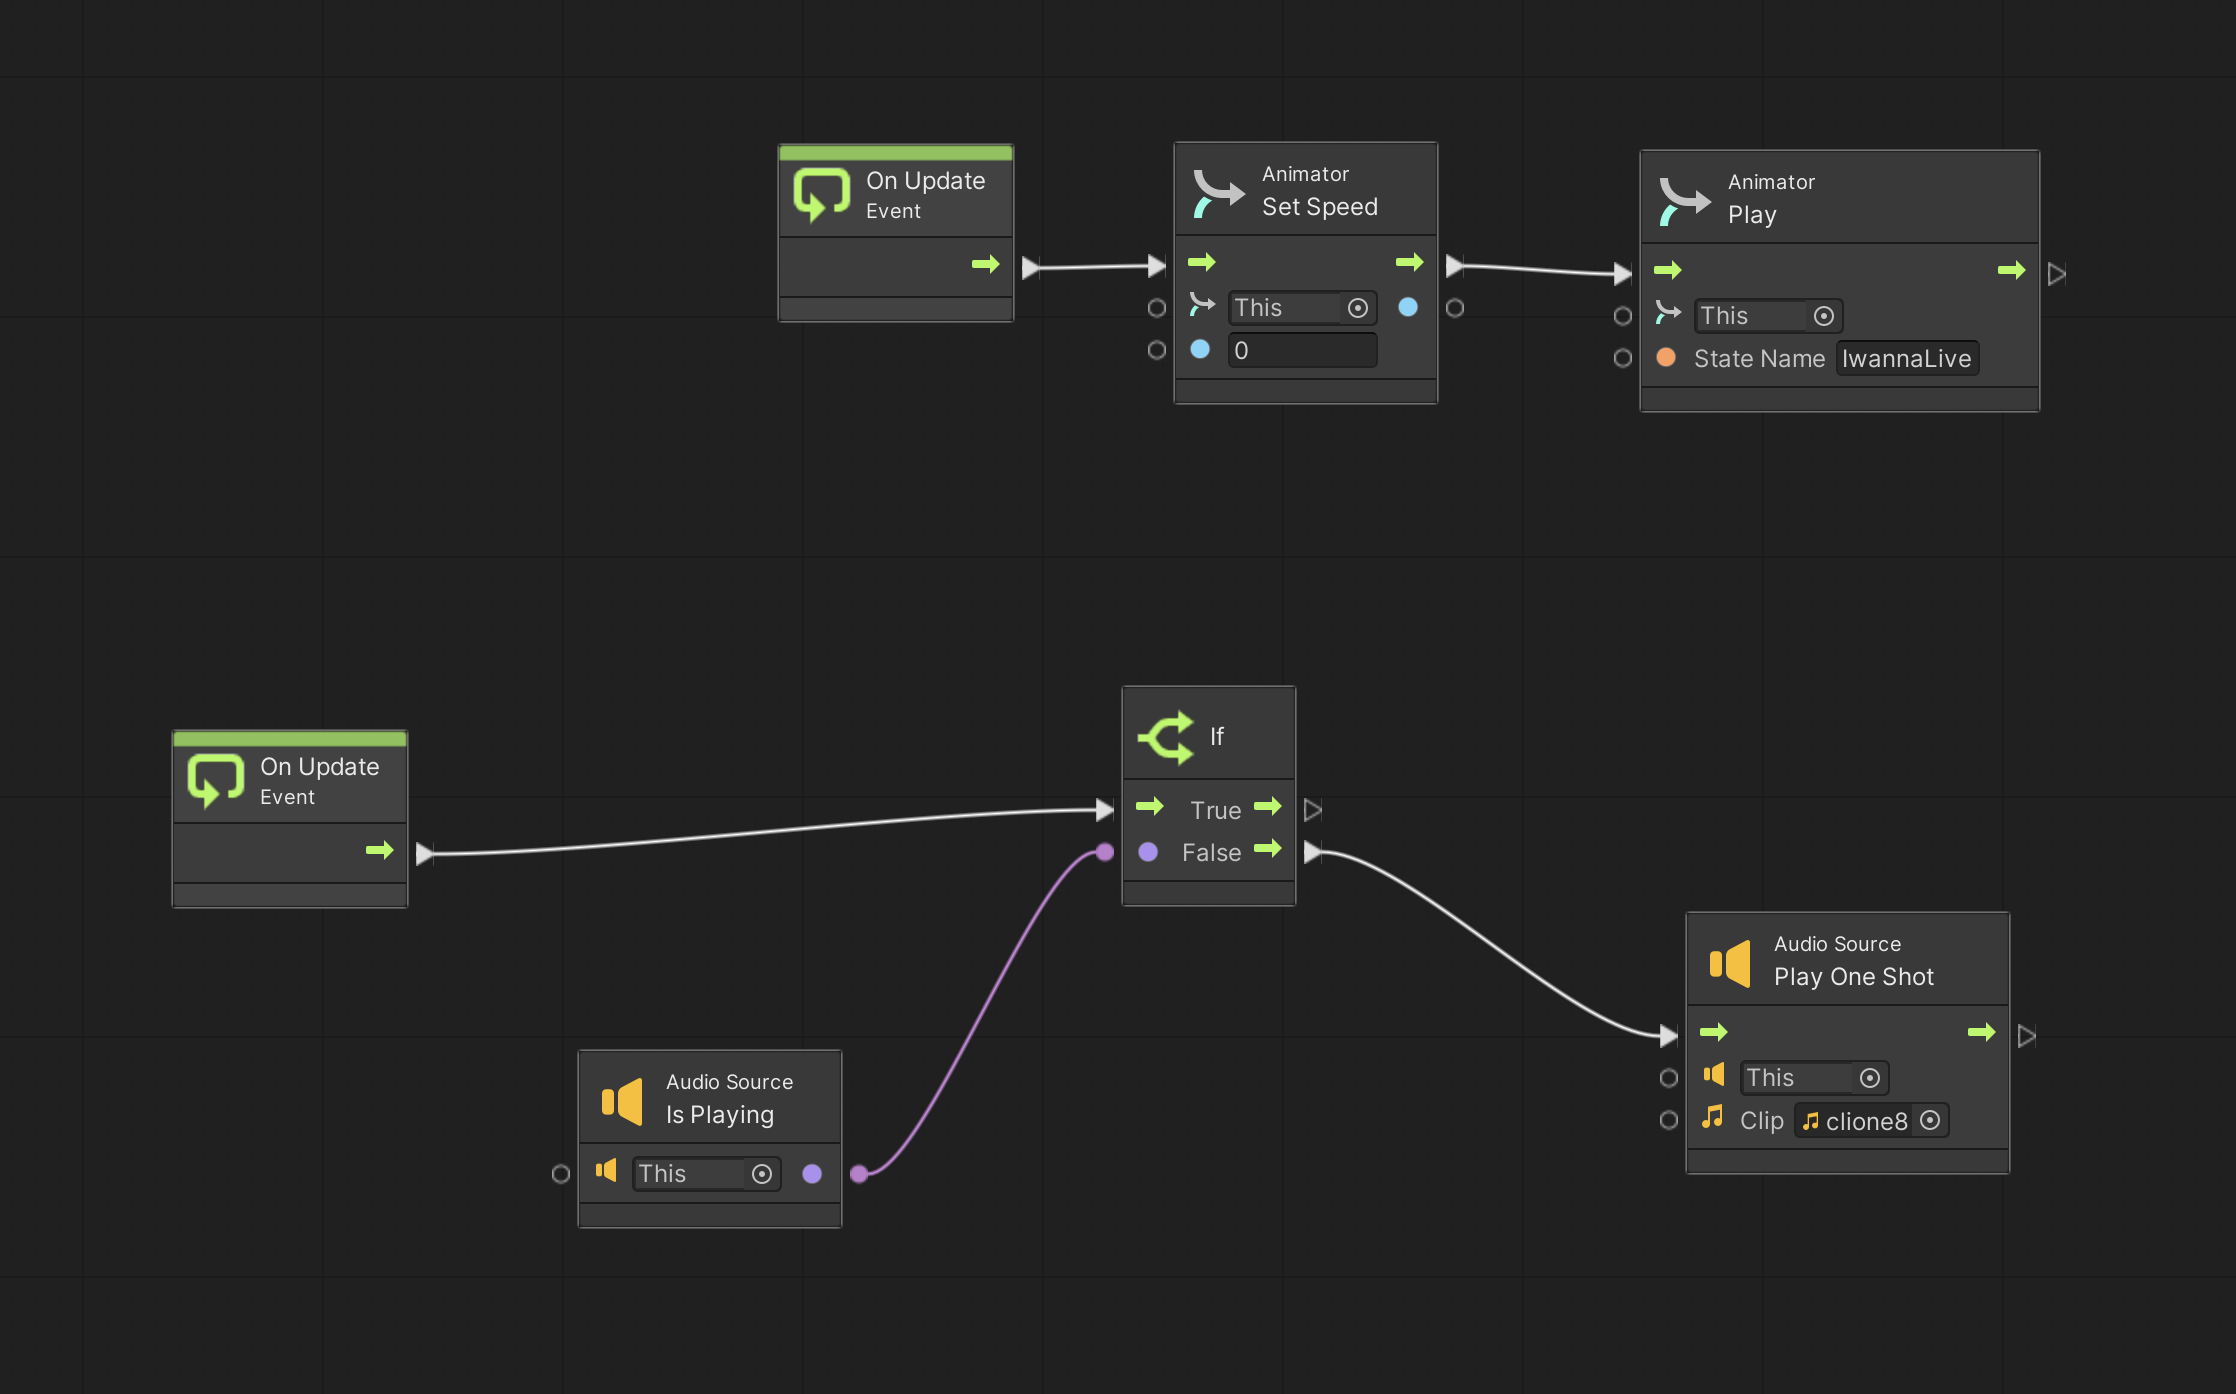 On Update
Event
Animator
Set Speed
This
0
Animator
Play
This
State Name IwannaLive
On Update
Event
If
True
False
Audio Source
Is Playing
This
Audio Source
Play One Shot
This
Clip clione8